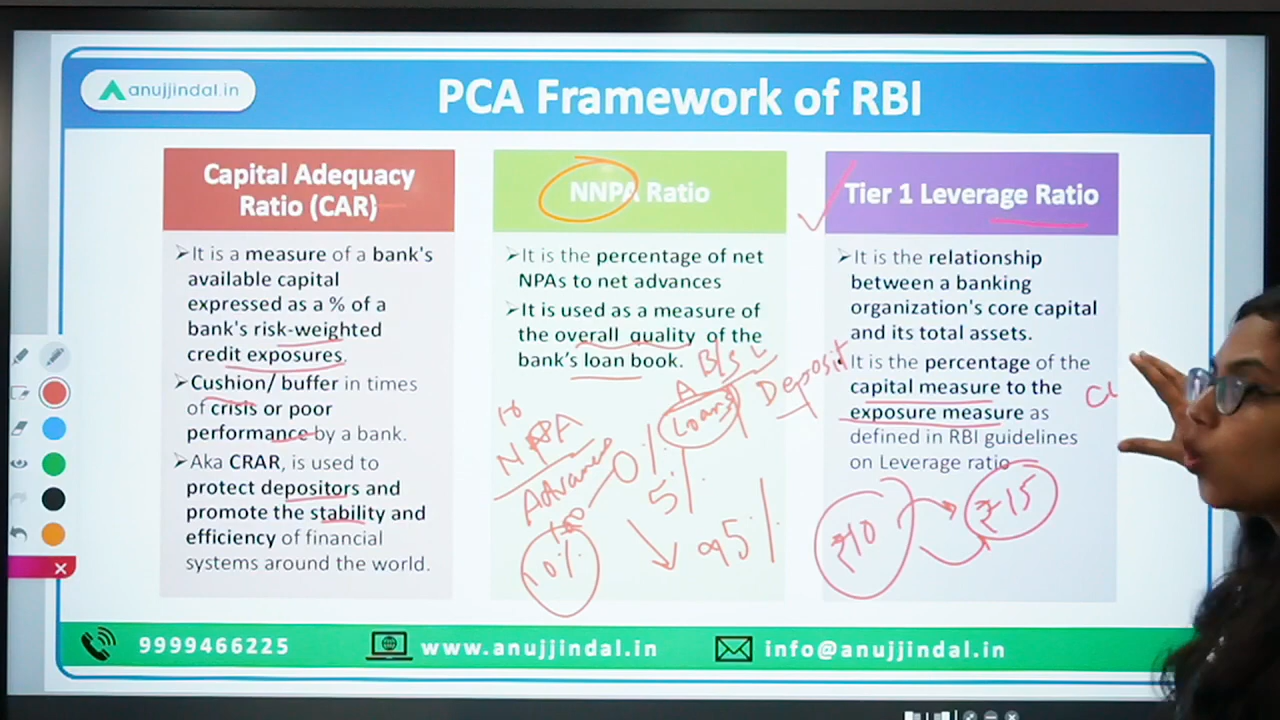 anujjindal.in
PCA Framework of RBI
Capital Adequacy
Ratio (CAR)
➢It is a measure of a bank's
available capital
expressed as a % of a
bank's risk-weighted
credit exposures.
➢Cushion/ buffer in times
of crisis or poor
performance by a bank.
➢Aka CRAR, is used to
protect depositors and
promote the stability and
efficiency of financial
systems around the world.
NNPA Ratio
➢It is the percentage of net
NPAs to net advances
➢It is used as a measure of
the overall quality of the
bank's loan book.
B/S L
A
Loans
Deposit
10
NPA
Advances
100
10%
0%
5%
95%
Tier 1 Leverage Ratio
➢It is the relationship
between a banking
organization's core capital
and its total assets.
It is the percentage of the
capital measure to the
exposure measure as
defined in RBI guidelines
on Leverage ratio
₹10
₹15
9999466225
www.anujjindal.in
info@anujjindal.in